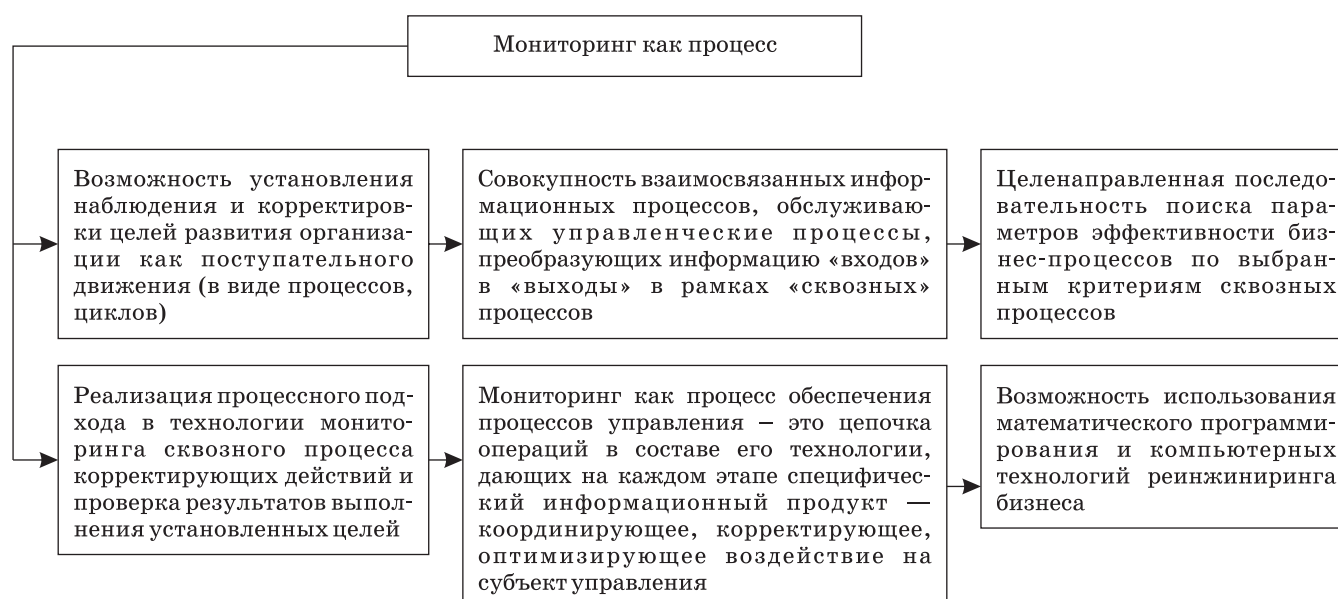 Мониторинг как процесс
Возможность установления
наблюдения и корректиров-
ки целей развития организа-
ции как поступательного
движения (в виде процессов,
циклов)
Совокупность взаимосвязанных инфор-
мационных процессов, обслуживаю-
щих управленческие процессы,
преобразующих информацию «входов»
в «выходы» в рамках «сквозных»
процессов
Целенаправленная последо-
вательность поиска пара-
метров эффективности биз-
нес-процессов по выбран-
ным критериям сквозных
процессов
Реализация процессного под-
хода в технологии монито-
ринга сквозного процесса
корректирующих действий и
проверка результатов выпол-
нения установленных целей
Мониторинг как процесс обеспечения
процессов управления – это цепочка
операций в составе его технологии,
дающих на каждом этапе специфичес-
кий информационный продукт —
координирующее, корректирующее,
оптимизирующее воздействие на
субъект управления
Возможность использования
математического программи-
рования и компьютерных
технологий реинжиниринга
бизнеса